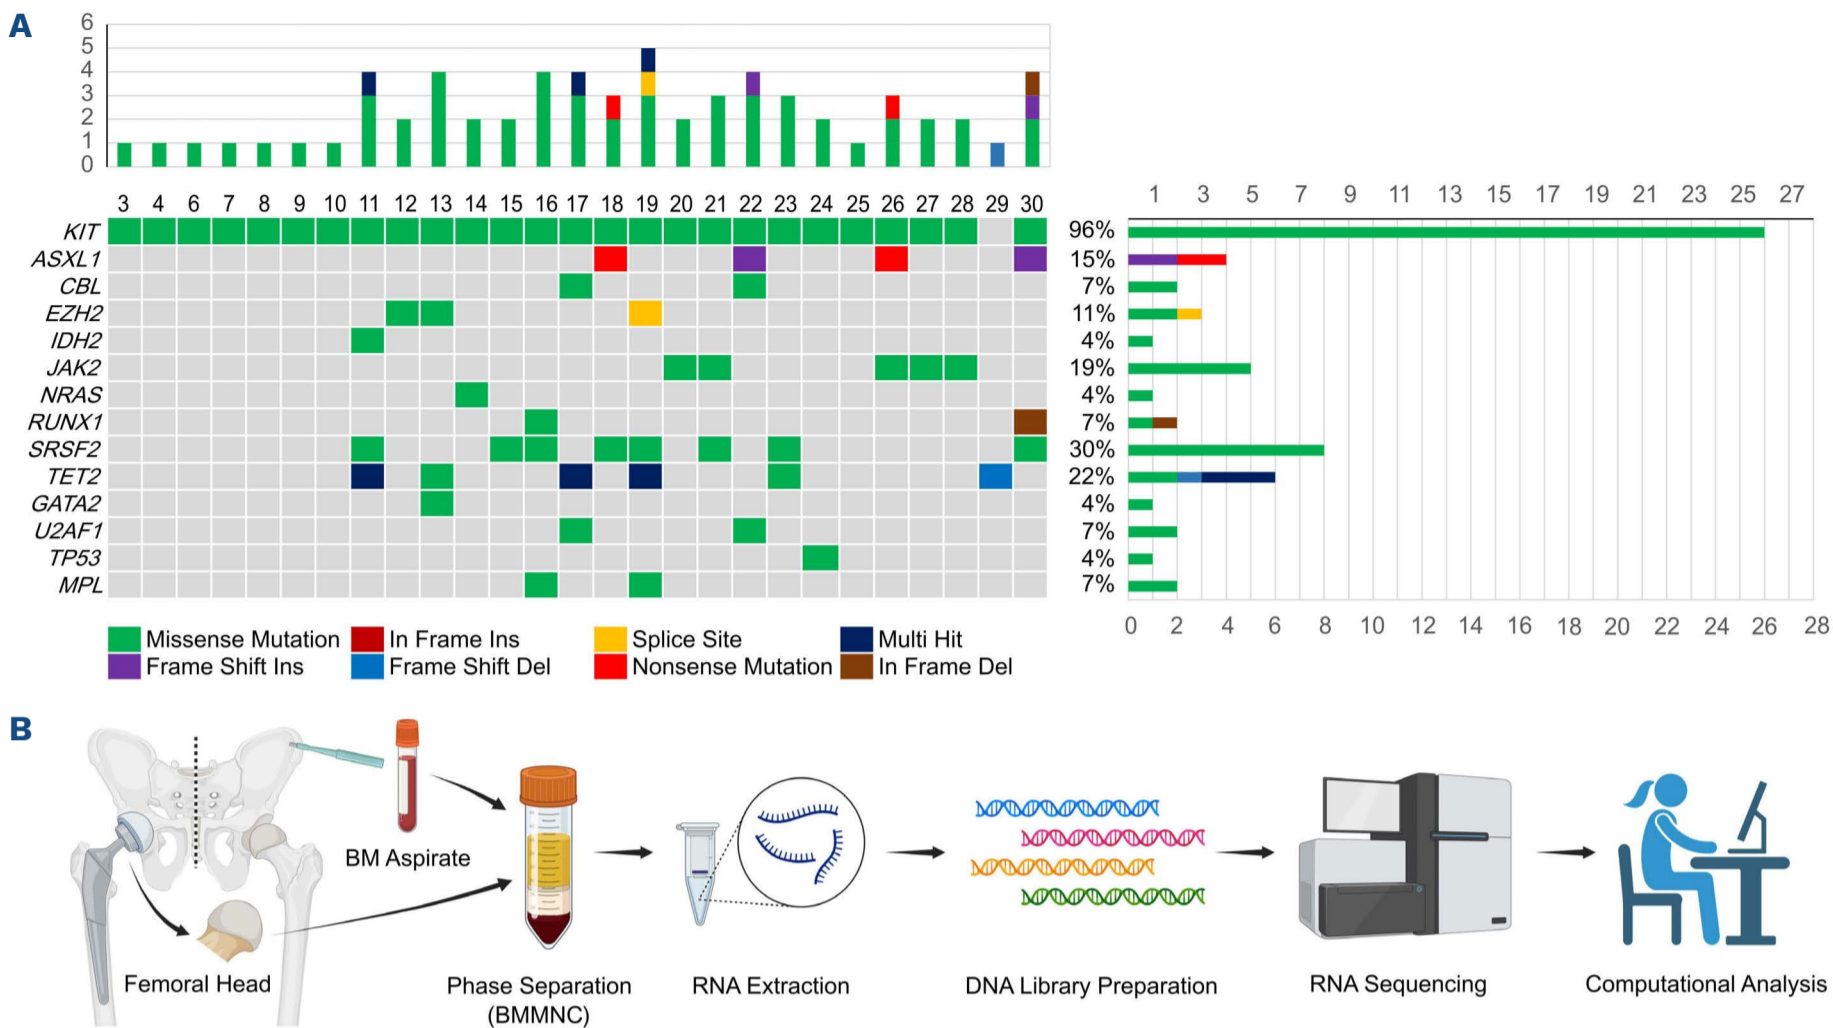 A
6
5
4
3
2
1
0
3 4 5 6 7 8 9 10 11 12 13 14 15 16 17 18 19 20 21 22 23 24 25 26 27 28 29 30
1 3 5 7 9 11 13 15 17 19 21 23 25 27
KIT 96%
ASXL1 15%
CBL 7%
EZH2 11%
IDH2 4%
JAK2 19%
NRAS 4%
RUNX1 7%
SRSF2 30%
TET2 22%
GATA2 4%
U2AF1 7%
TP53 4%
MPL 7%
0 2 4 6 8 10 12 14 16 18 20 22 24 26 28
Missense Mutation In Frame Ins Splice Site Multi Hit
Frame Shift Ins Frame Shift Del Nonsense Mutation In Frame Del
B
BM Aspirate
Femoral Head
Phase Separation
(BMMNC)
RNA Extraction
DNA Library Preparation
RNA Sequencing
Computational Analysis